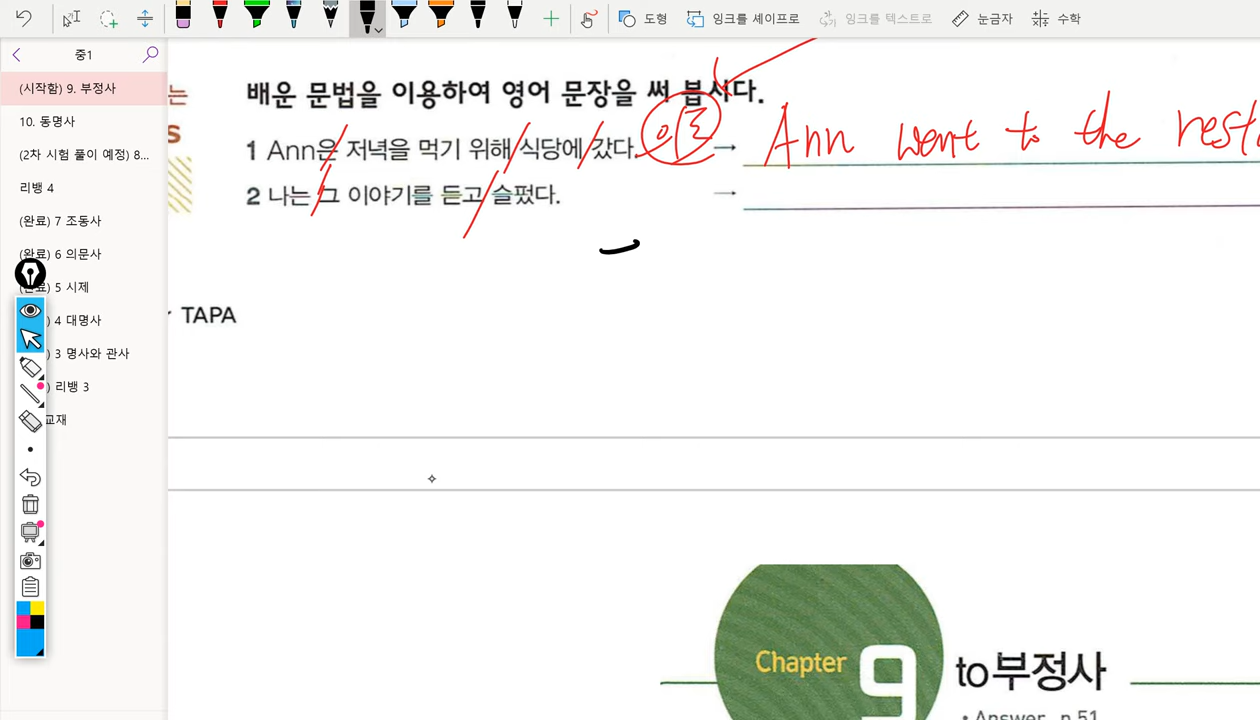 도형 잉크를 셰이프로 잉크를 텍스트로 눈금자 수학
중1
(시작함) 9. 부정사
10. 동명사
(2차 시험 풀이 예정) 8...
리뱅 4
(완료) 7 조동사
(완료) 6 의문사
5 시제
) 4 대명사
) 3 명사와 관사
) 리뱅 3
교재
는
s
배운 문법을 이용하여 영어 문장을 써 봅시다.
1 Ann은 저녁을 먹기 위해 식당에 갔다. → Ann went to the rest
2 나는 그 이야기를 듣고 슬펐다. →
TAPA
Chapter 9 to부정사
• Answer p.51